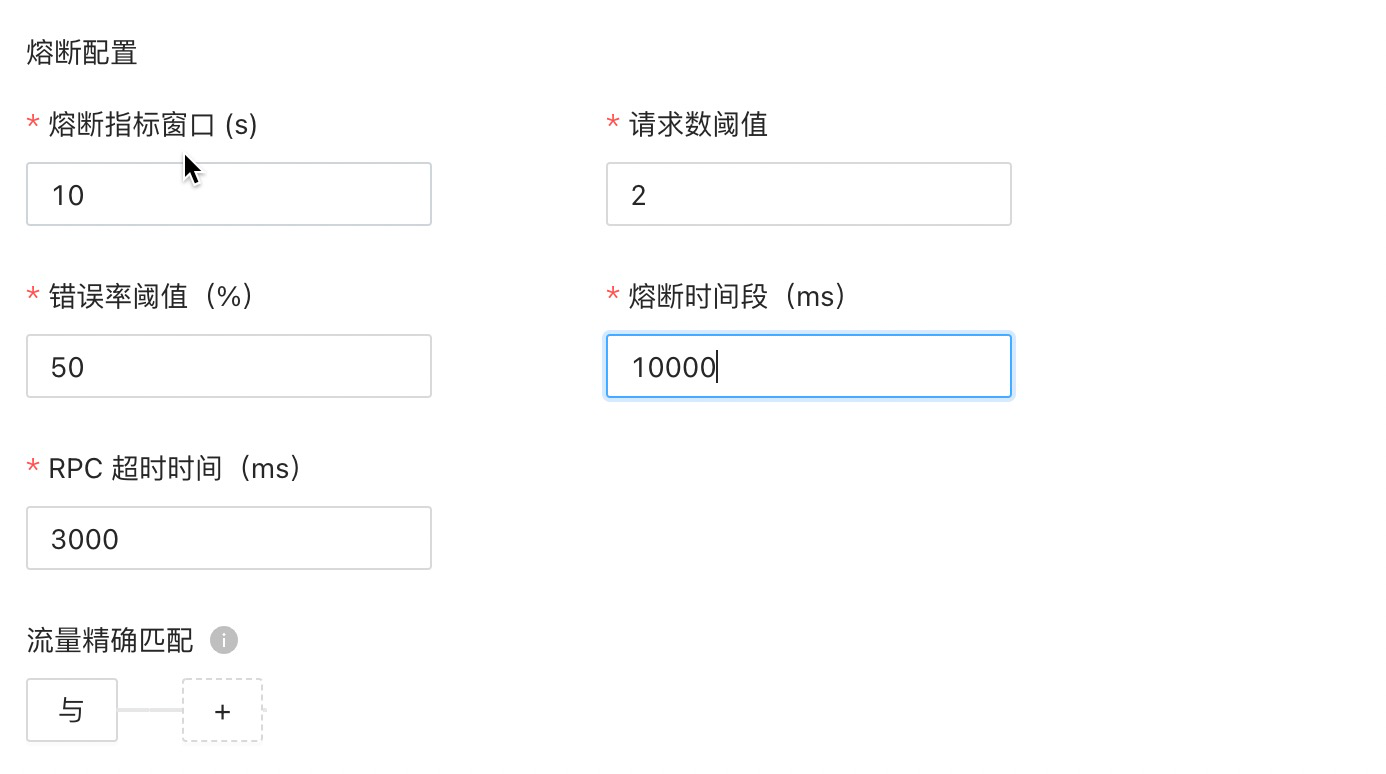 熔断配置
* 熔断指标窗口 (s)
* 请求数阈值
10
2
* 错误率阈值（%）
* 熔断时间段（ms）
50
10000
* RPC 超时时间（ms）
3000
流量精确匹配 i
与
+